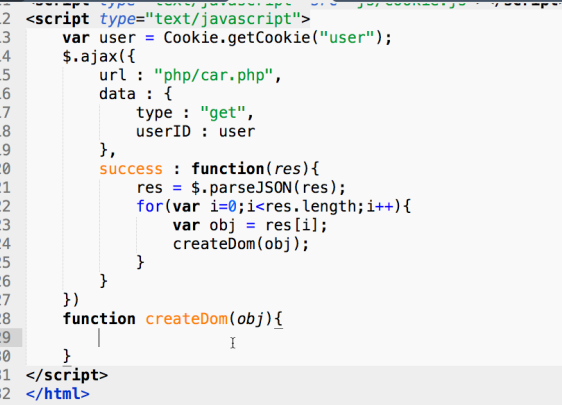 12 <script type="text/javascript">
13 var user = Cookie.getCookie("user");
14 $.ajax({
15 url : "php/car.php",
16 data : {
17 type : "get",
18 userID : user
19 },
20 success : function(res){
21 res = $.parseJSON(res);
22 for(var i=0;i<res.length;i++){
23 var obj = res[i];
24 createDom(obj);
25 }
26 }
27 })
28 function createDom(obj){
29
30 }
31 </script>
32 </html>